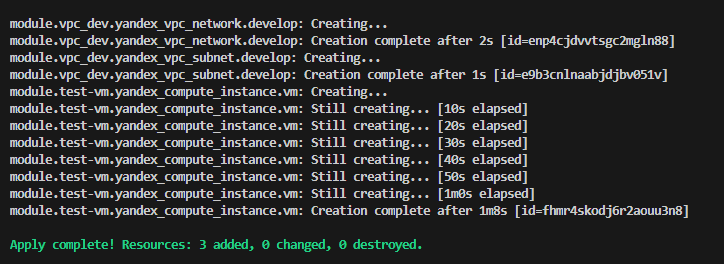 module.vpc_dev.yandex_vpc_network.develop: Creating...
module.vpc_dev.yandex_vpc_network.develop: Creation complete after 2s [id=enp4cjdvvtsgc2mgln88]
module.vpc_dev.yandex_vpc_subnet.develop: Creating...
module.vpc_dev.yandex_vpc_subnet.develop: Creation complete after 1s [id=e9b3cnlnaabjdjbv051v]
module.test-vm.yandex_compute_instance.vm: Creating...
module.test-vm.yandex_compute_instance.vm: Still creating... [10s elapsed]
module.test-vm.yandex_compute_instance.vm: Still creating... [20s elapsed]
module.test-vm.yandex_compute_instance.vm: Still creating... [30s elapsed]
module.test-vm.yandex_compute_instance.vm: Still creating... [40s elapsed]
module.test-vm.yandex_compute_instance.vm: Still creating... [50s elapsed]
module.test-vm.yandex_compute_instance.vm: Still creating... [1m0s elapsed]
module.test-vm.yandex_compute_instance.vm: Creation complete after 1m8s [id=fhmr4skodj6r2aouu3n8]
Apply complete! Resources: 3 added, 0 changed, 0 destroyed.